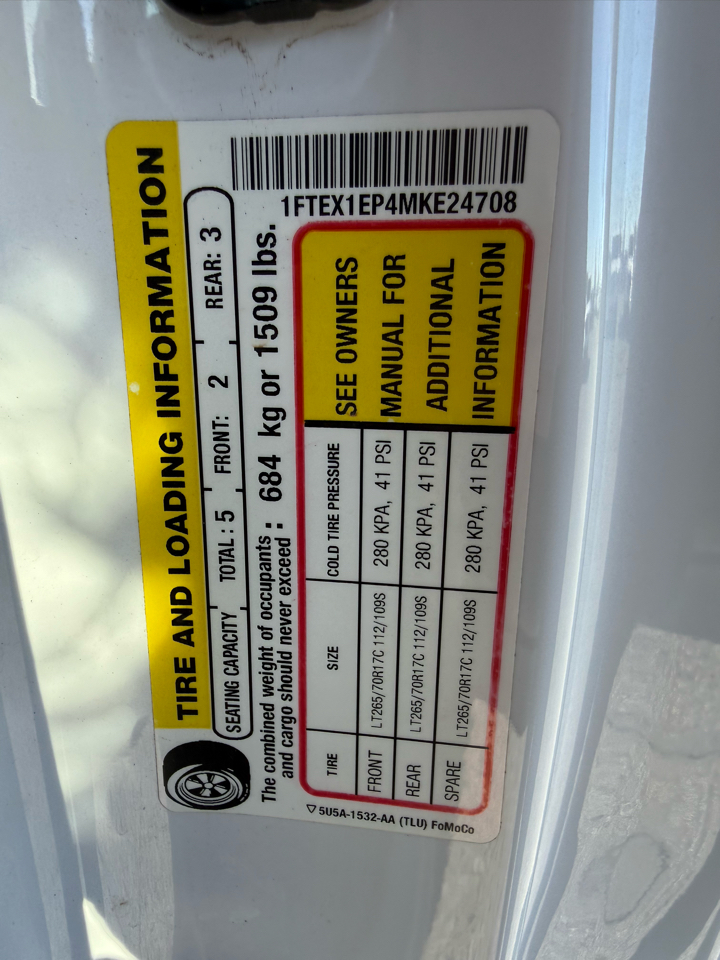 TIRE AND LOADING INFORMATION
SEATING CAPACITY TOTAL : 5 FRONT: 2 REAR: 3
The combined weight of occupants :
and cargo should never exceed : 684 kg or 1509 lbs.
1FTEX1EP4MKE24708
TIRE SIZE COLD TIRE PRESSURE
FRONT LT265/70R17C 112/109S 280 KPA, 41 PSI
REAR LT265/70R17C 112/109S 280 KPA, 41 PSI
SPARE LT265/70R17C 112/109S 280 KPA, 41 PSI
SEE OWNERS
MANUAL FOR
ADDITIONAL
INFORMATION
5U5A-1532-AA (TLU) FoMoCo